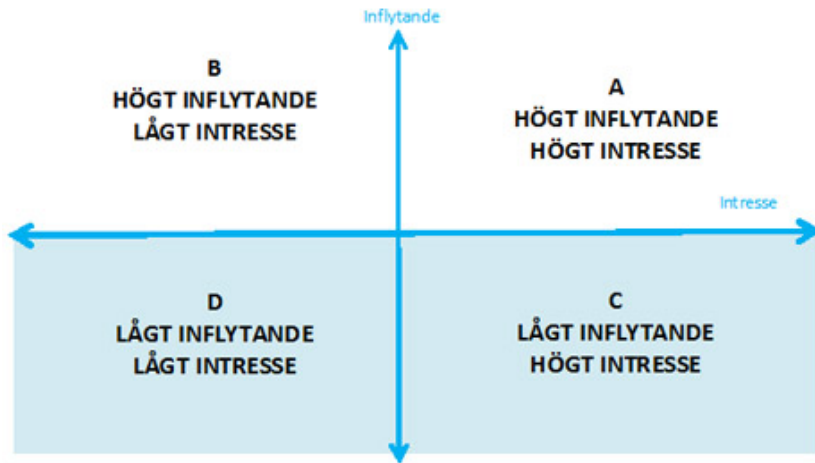 Inflytande
B
HÖGT INFLYTANDE
LÅGT INTRESSE
A
HÖGT INFLYTANDE
HÖGT INTRESSE
Intresse
D
LÅGT INFLYTANDE
LÅGT INTRESSE
C
LÅGT INFLYTANDE
HÖGT INTRESSE